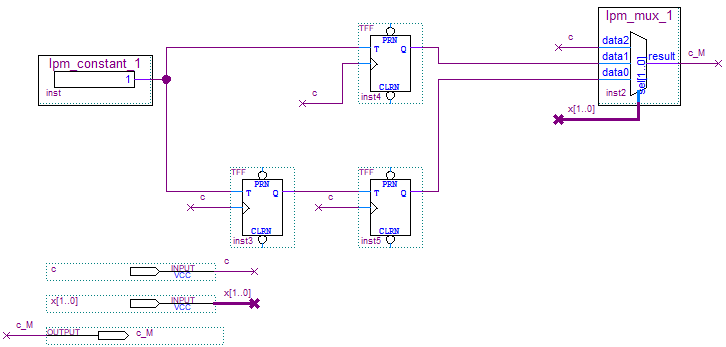 lpm_constant_1
1
inst
TFF
PRN
T Q
CLRN
inst4
c
lpm_mux_1
c
data2
data1
data0
result
sel[1..0]
inst2
c_M
x[1..0]
TFF
PRN
T Q
CLRN
inst3
c
TFF
PRN
T Q
CLRN
inst5
c
c INPUT VCC c
x[1..0] INPUT VCC x[1..0]
c_M OUTPUT c_M